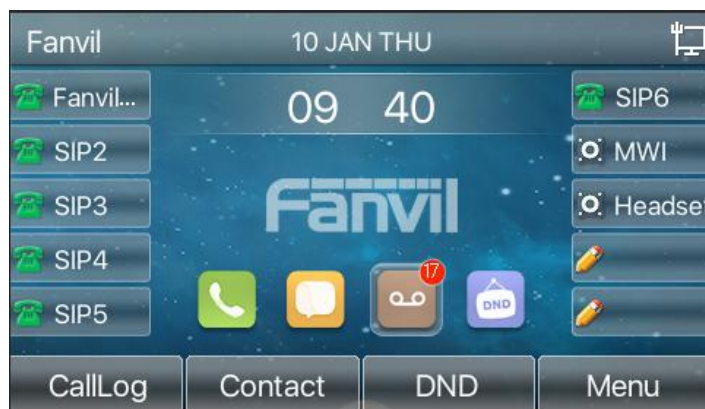 Fanvil 10 JAN THU
Fanvil... 09 40 SIP6
SIP2 MWI
SIP3 Fanvil Headse
SIP4 17
SIP5 DND
CallLog Contact DND Menu